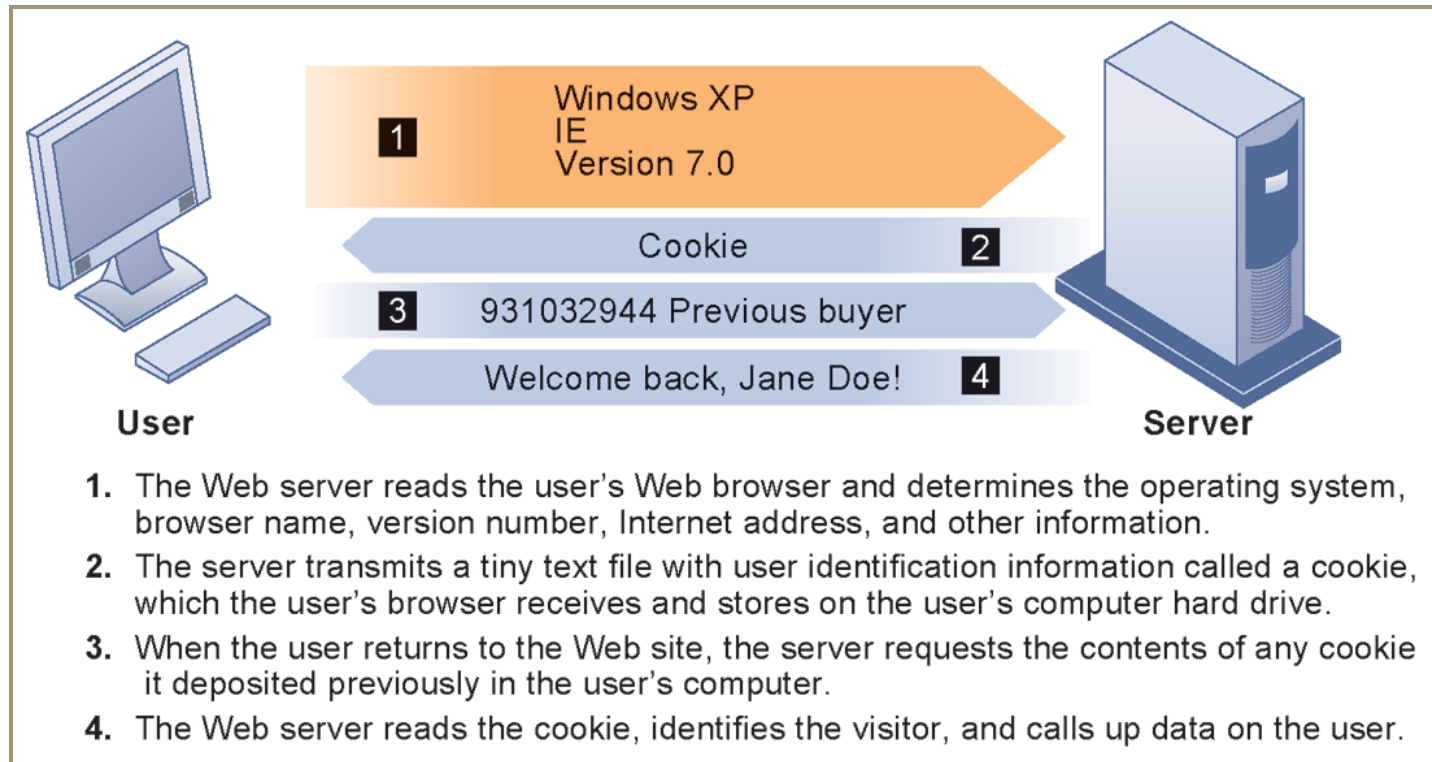 Windows XP
1
IE
Version 7.0
Cookie 2
3 931032944 Previous buyer
Welcome back, Jane Doe! 4
User
Server
1. The Web server reads the user's Web browser and determines the operating system,
browser name, version number, Internet address, and other information.
2. The server transmits a tiny text file with user identification information called a cookie,
which the user's browser receives and stores on the user's computer hard drive.
3. When the user returns to the Web site, the server requests the contents of any cookie
it deposited previously in the user's computer.
4. The Web server reads the cookie, identifies the visitor, and calls up data on the user.